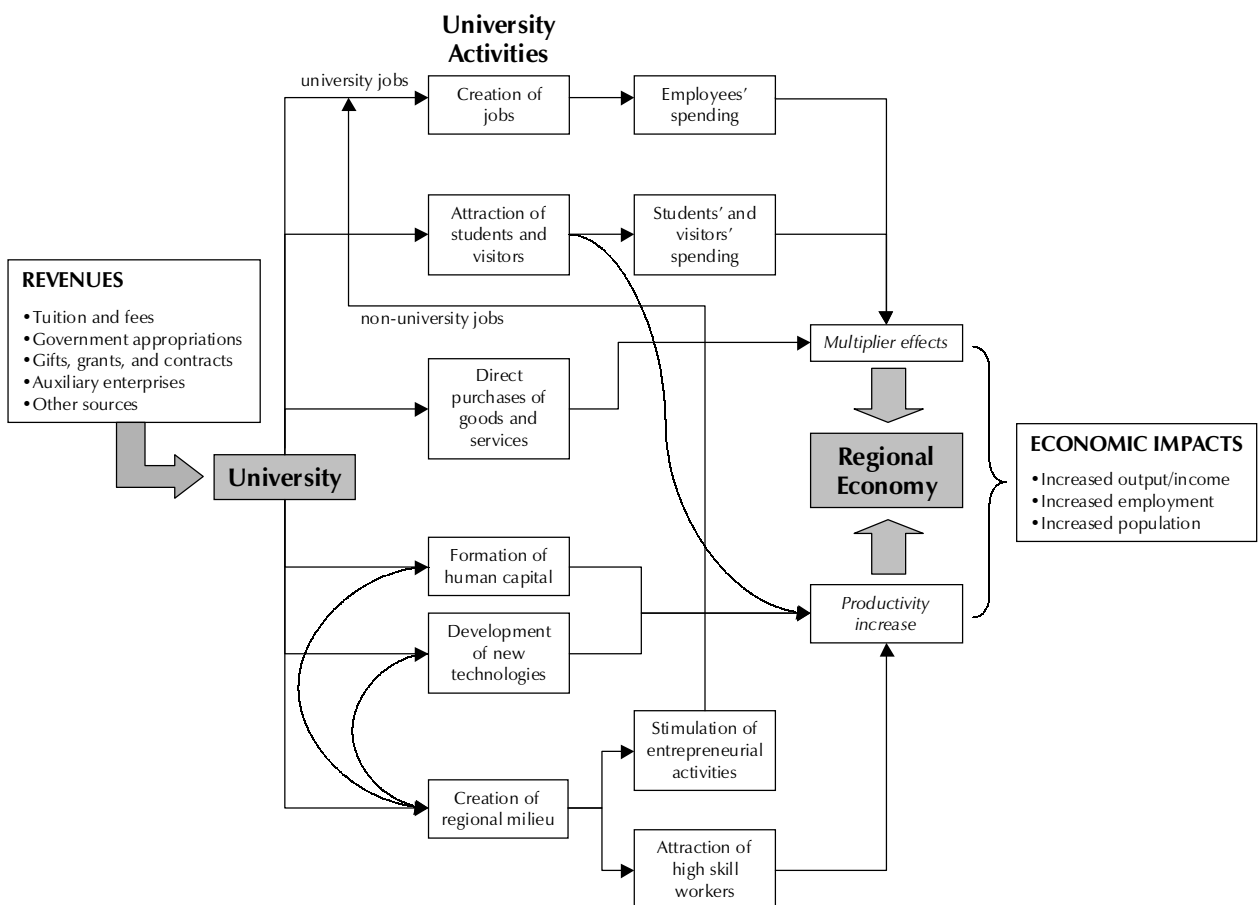 University
Activities
university jobs
Creation of
jobs
Employees’
spending
Attraction of
students and
visitors
Students’ and
visitors’
spending
REVENUES
•Tuition and fees
•Government appropriations
•Gifts, grants, and contracts
•Auxiliary enterprises
•Other sources
non-university jobs
Multiplier effects
Direct
purchases of
goods and
services
University
Regional
Economy
ECONOMIC IMPACTS
•Increased output/income
•Increased employment
•Increased population
Formation of
human capital
Productivity
increase
Development
of new
technologies
Stimulation of
entrepreneurial
activities
Creation of
regional milieu
Attraction of
high skill
workers